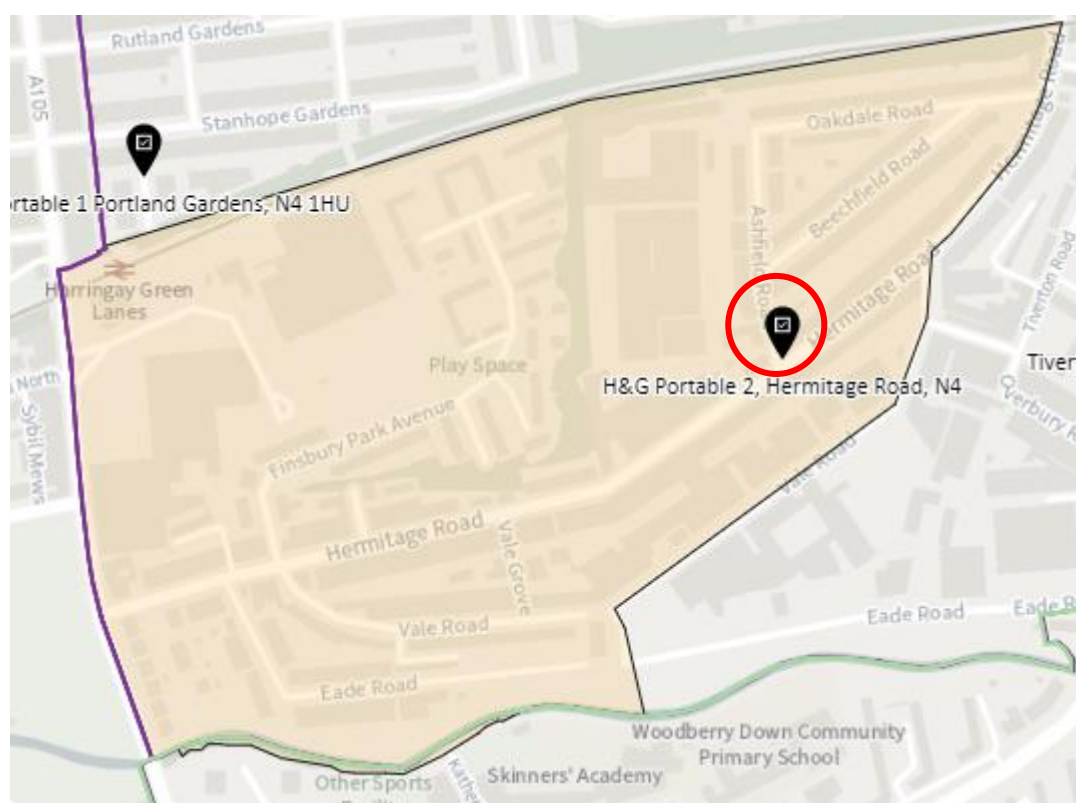 Rutland Gardens
A105
Stanhope Gardens
Oakdale Road
Hermitage Road
Beechfield Road
rtable 1 Portland Gardens, N4 1HU
Ashfield Road
Tiverton Road
Harringay Green
Lanes
Hermitage Road
Play Space
Tiver
North
H&G Portable 2, Hermitage Road, N4
Overbury R
Sybil Mews
Finsbury Park Avenue
Vale Road
Hermitage Road
Vale Grove
Eade Road
Eade R
Vale Road
Eade Road
Woodberry Down Community
Primary School
Skinners' Academy
Other Sports
Kather